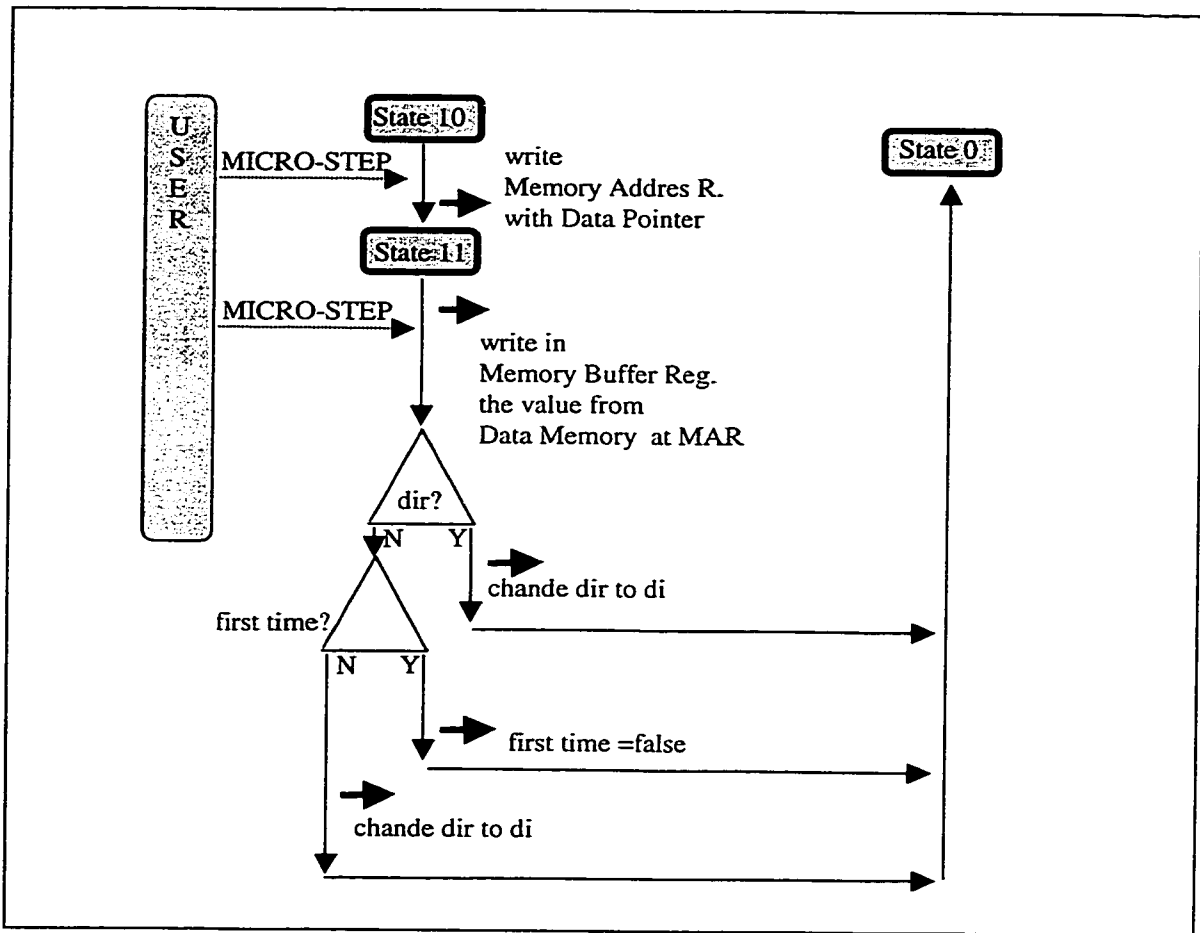 USER
State 10
State 0
MICRO-STEP
write
Memory Addres R.
with Data Pointer
State 11
MICRO-STEP
write in
Memory Buffer Reg.
the value from
Data Memory at MAR
dir?
N Y
chande dir to di
first time?
N Y
first time =false
chande dir to di